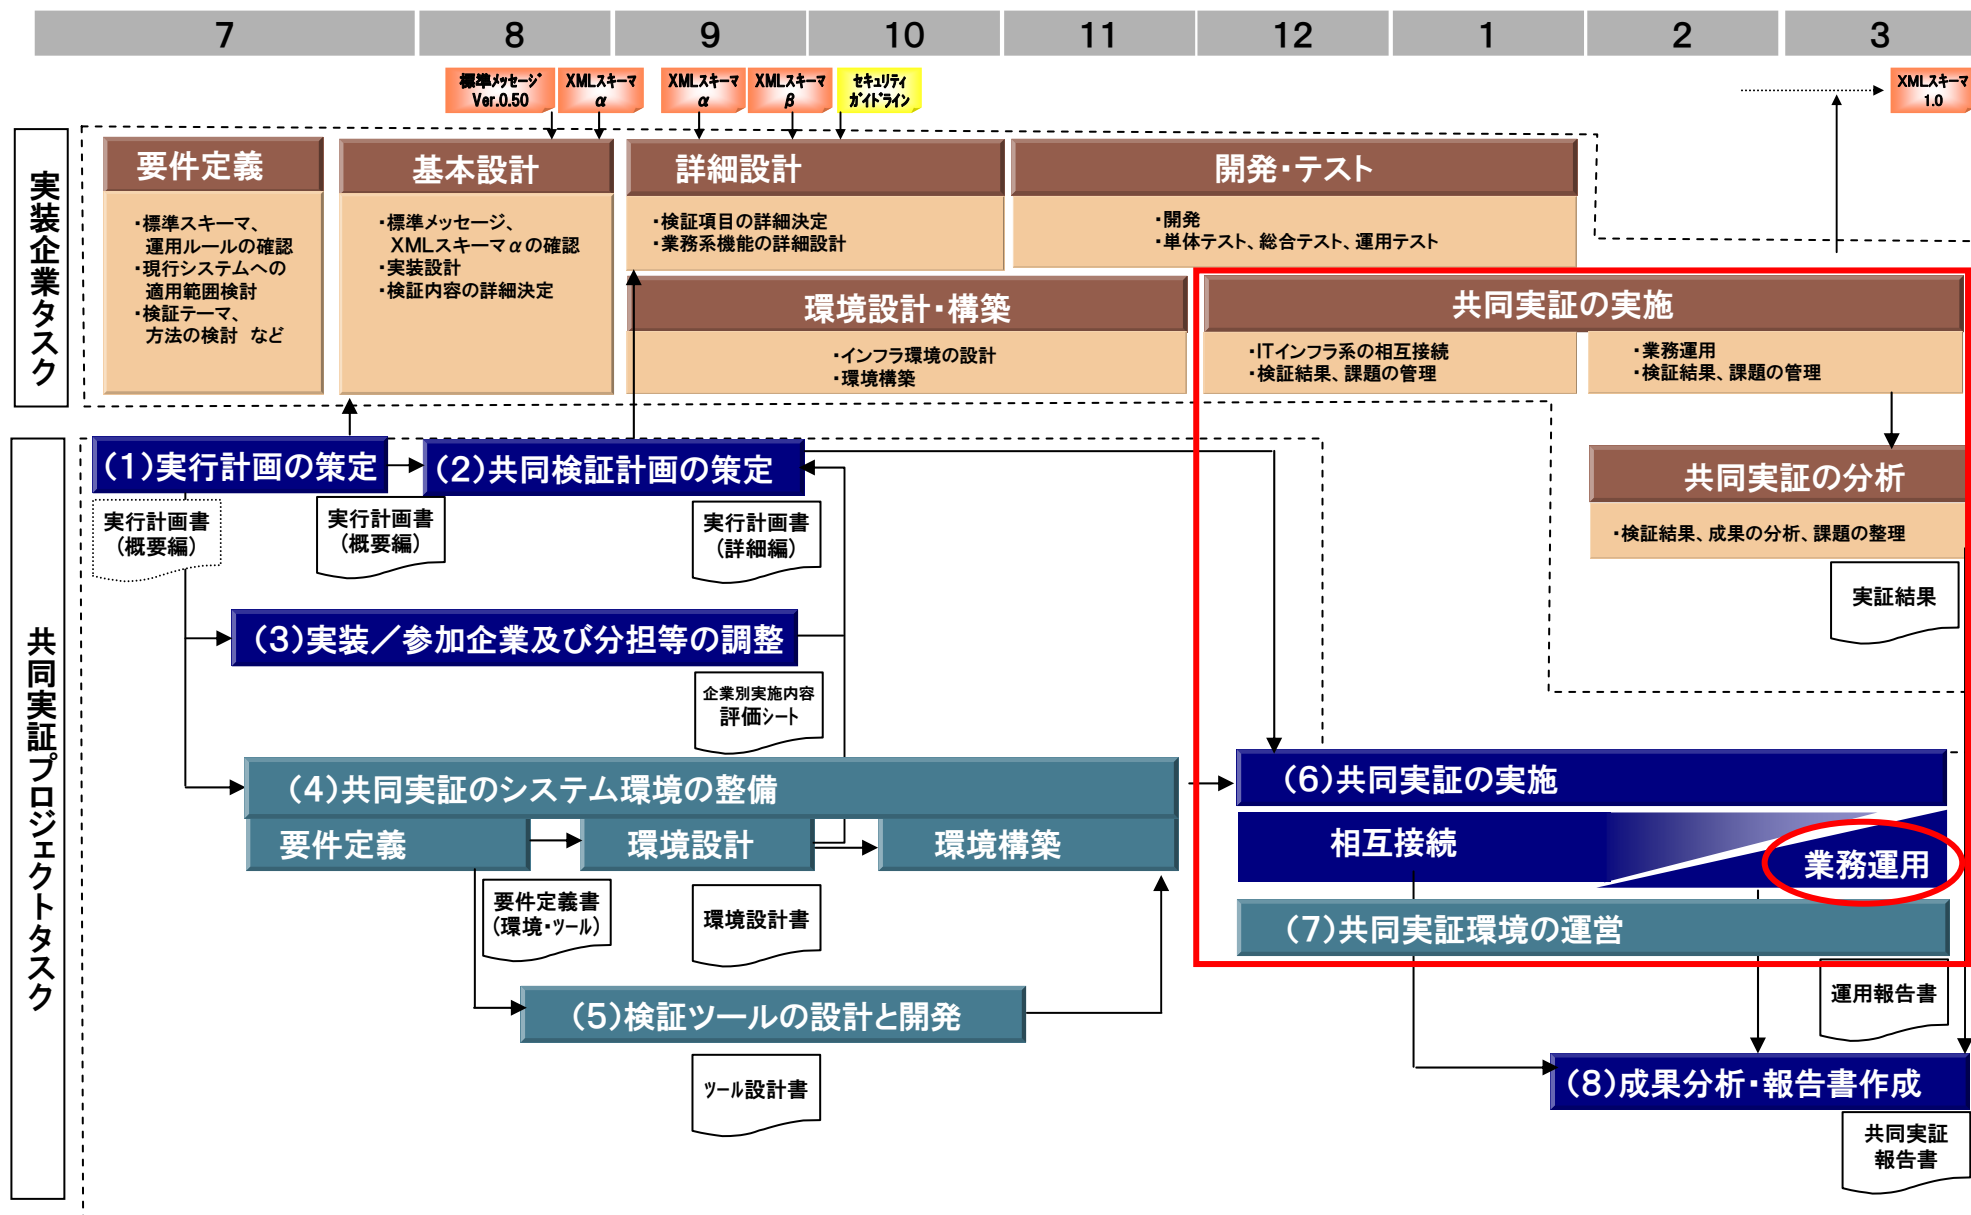 7 8 9 10 11 12 1 2 3
標準メッセージ
Ver.0.50
XMLスキーマ
α
XMLスキーマ
α
XMLスキーマ
β
セキュリティ
ガイドライン
XMLスキーマ
1.0
実装企業タスク
要件定義
・標準スキーマ、
運用ルールの確認
・現行システムへの
適用範囲検討
・検証テーマ、
方法の検討 など
基本設計
・標準メッセージ、
XMLスキーマαの確認
・実装設計
・検証内容の詳細決定
詳細設計
・検証項目の詳細決定
・業務系機能の詳細設計
開発・テスト
・開発
・単体テスト、総合テスト、運用テスト
環境設計・構築
・インフラ環境の設計
・環境構築
共同実証の実施
・ITインフラ系の相互接続
・検証結果、課題の管理
・業務運用
・検証結果、課題の管理
共同実証の分析
・検証結果、成果の分析、課題の整理
実証結果
共同実証プロジェクトタスク
(1)実行計画の策定
(2)共同検証計画の策定
実行計画書
(概要編)
実行計画書
(概要編)
実行計画書
(詳細編)
(3)実装／参加企業及び分担等の調整
企業別実施内容
評価シート
(4)共同実証のシステム環境の整備
要件定義
環境設計
環境構築
要件定義書
(環境・ツール)
環境設計書
(5)検証ツールの設計と開発
ツール設計書
(6)共同実証の実施
相互接続
業務運用
(7)共同実証環境の運営
運用報告書
(8)成果分析・報告書作成
共同実証
報告書